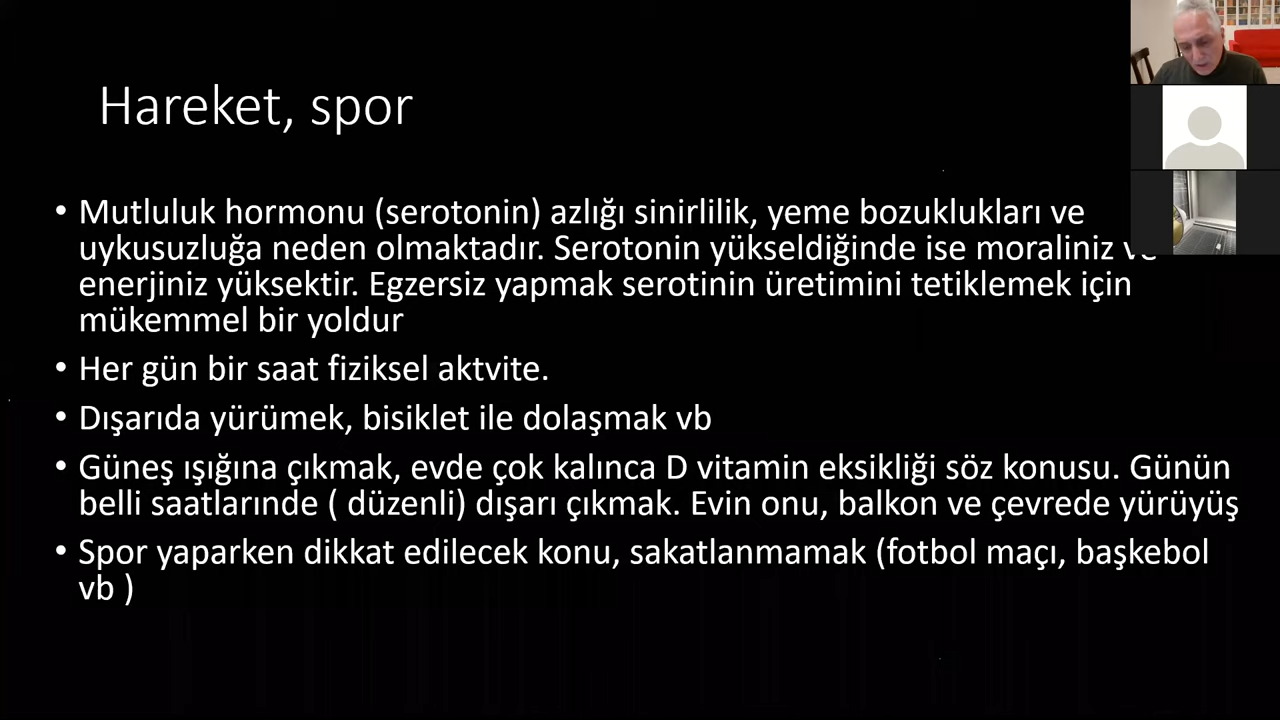 Hareket, spor
• Mutluluk hormonu (serotonin) azlığı sinirlilik, yeme bozuklukları ve
uykusuzluğa neden olmaktadır. Serotonin yükseldiğinde ise moraliniz ve
enerjiniz yüksektir. Egzersiz yapmak serotinin üretimini tetiklemek için
mükemmel bir yoldur
• Her gün bir saat fiziksel aktvite.
• Dışarıda yürümek, bisiklet ile dolaşmak vb
• Güneş ışığına çıkmak, evde çok kalınca D vitamin eksikliği söz konusu. Günün
belli saatlarınde ( düzenli) dışarı çıkmak. Evin onu, balkon ve çevrede yürüyüş
• Spor yaparken dikkat edilecek konu, sakatlanmamak (fotbol maçı, başkebol
vb )